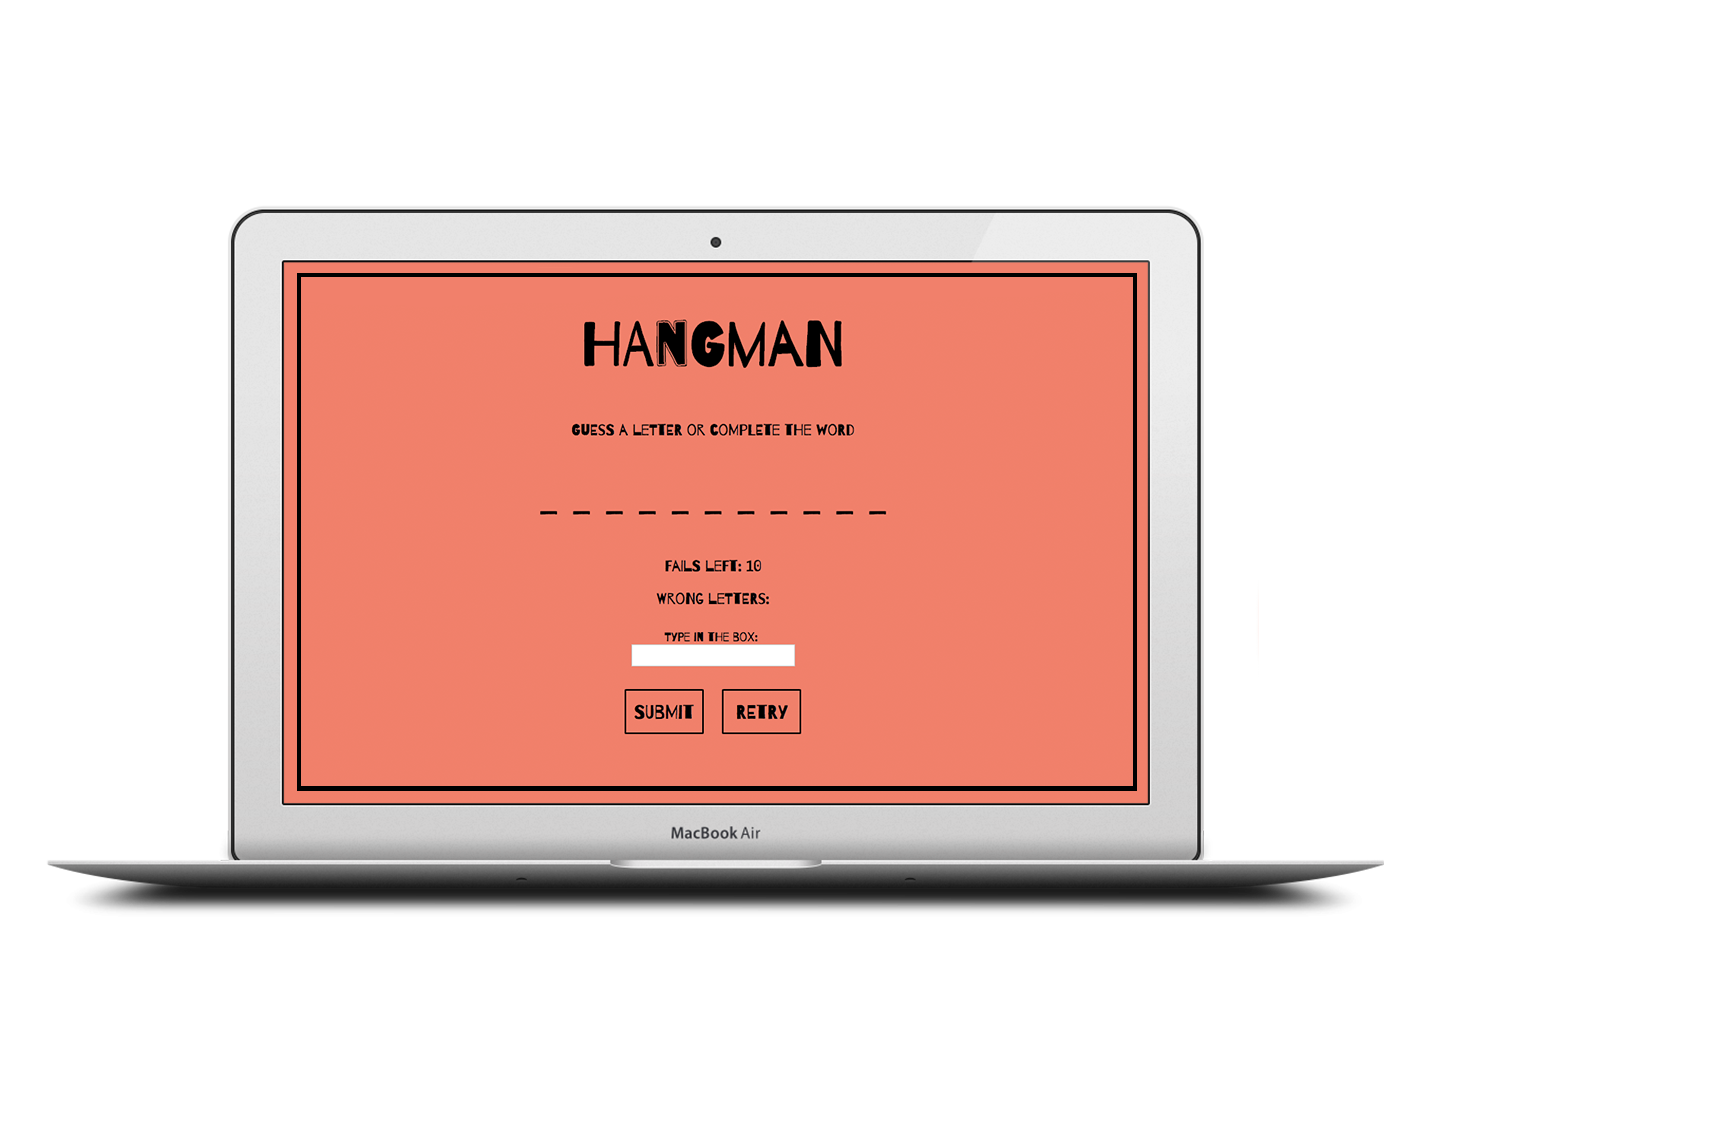 HANGMAN
GUESS A LETTER OR COMPLETE THE WORD
_ _ _ _ _ _ _ _ _ _ _
FAILS LEFT: 10
WRONG LETTERS:
TYPE IN THE BOX:
SUBMIT RETRY
MacBook Air